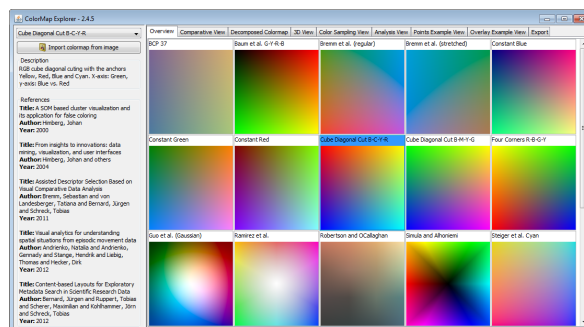 ColorMap Explorer - 2.4.5
Cube Diagonal Cut B-C-Y-R
Import colormap from image
Description
RGB cube diagonal cuting with the anchors
Yellow, Red, Blue and Cyan. X-axis: Green,
y-axis: Blue vs. Red
References
Title: A SOM based cluster visualization and
its application for false coloring
Author: Himberg, Johan
Year: 2000
Title: From insights to innovations: data
mining, visualization, and user interfaces
Author: Himberg, Johan and others
Year: 2004
Title: Assisted Descriptor Selection Based on
Visual Comparative Data Analysis
Author: Bremm, Sebastian and von
Landesberger, Tatiana and Bernard, Jürgen
and Schreck, Tobias
Year: 2011
Title: Visual analytics for understanding
spatial situations from episodic movement data
Author: Andrienko, Natalia and Andrienko,
Gennady and Stange, Hendrik and Liebig,
Thomas and Hecker, Dirk
Year: 2012
Title: Content-based Layouts for Exploratory
Metadata Search in Scientific Research Data
Author: Bernard, Jürgen and Ruppert, Tobias
and Scherer, Maximilian and Kohlhammer, Jörn
and Schreck, Tobias
Year: 2012
Overview Comparative View Decomposed Colormap 3D View Color Sampling View Analysis View Points Example View Overlay Example View Export
BCP 37 Baum et al. G-Y-R-B Bremm et al. (regular) Bremm et al. (stretched) Constant Blue
Constant Green Constant Red Cube Diagonal Cut B-C-Y-R Cube Diagonal Cut B-M-Y-G Four Corners R-B-G-Y
Guo et al. (Gaussian) Ramirez et al. Robertson and OCallaghan Simula and Alhoniemi Steiger et al. Cyan